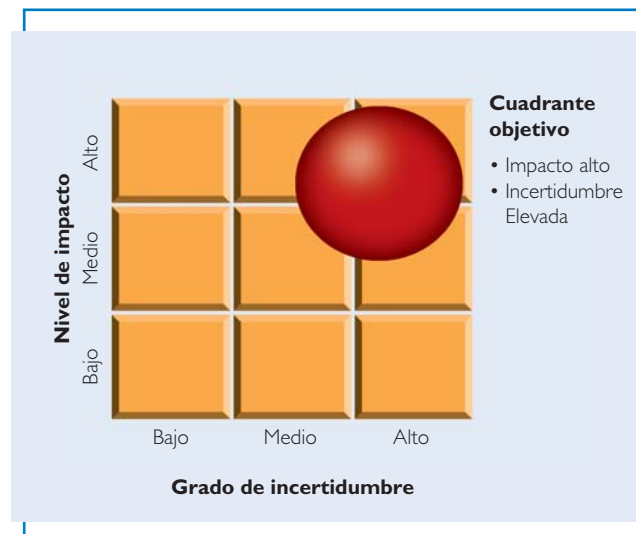 Cuadrante
objetivo
• Impacto alto
• Incertidumbre
Elevada
Nivel de impacto
Alto
Medio
Bajo
Bajo Medio Alto
Grado de incertidumbre